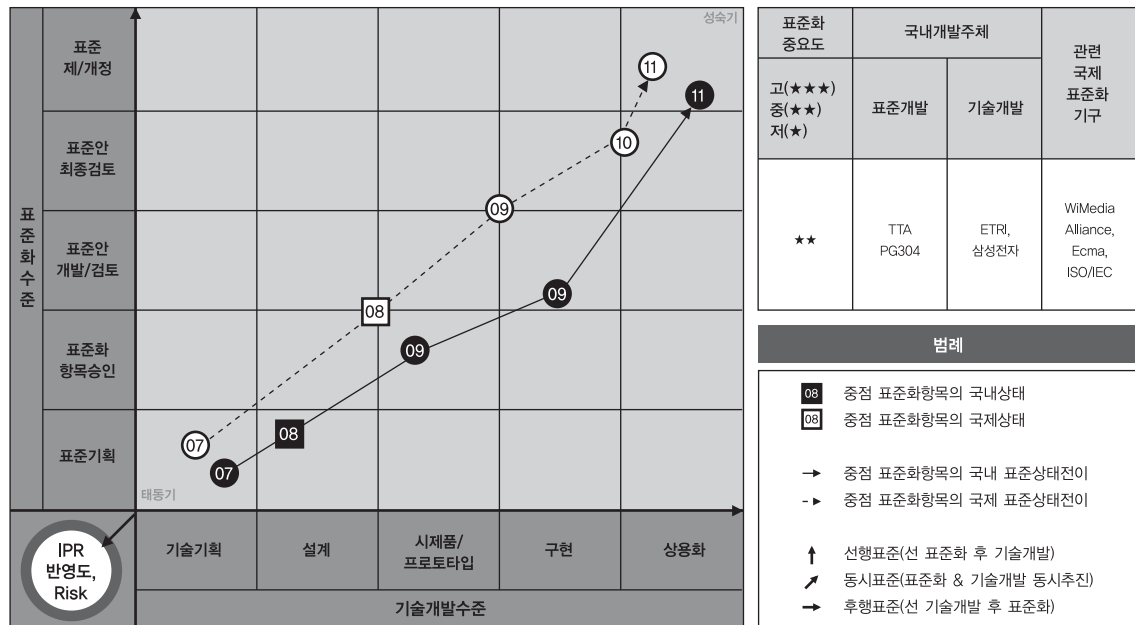 성숙기
표준
제/개정
표준안
최종검토
표준화수준
표준안
개발/검토
표준화
항목승인
표준기획
11
11
10
09
09
08
09
08
07
07
태동기
IPR
반영도,
Risk
기술기획
설계
시제품/
프로토타입
구현
상용화
기술개발수준
표준화
중요도
국내개발주체
관련
국제
표준화
기구
고(★★★)
중(★★)
저(★)
표준개발
기술개발
★★
TTA
PG304
ETRI,
삼성전자
WiMedia
Alliance,
Ecma,
ISO/IEC
범례
08 중점 표준화항목의 국내상태
08 중점 표준화항목의 국제상태
중점 표준화항목의 국내 표준상태전이
중점 표준화항목의 국제 표준상태전이
선행표준(선 표준화 후 기술개발)
동시표준(표준화 & 기술개발 동시추진)
후행표준(선 기술개발 후 표준화)